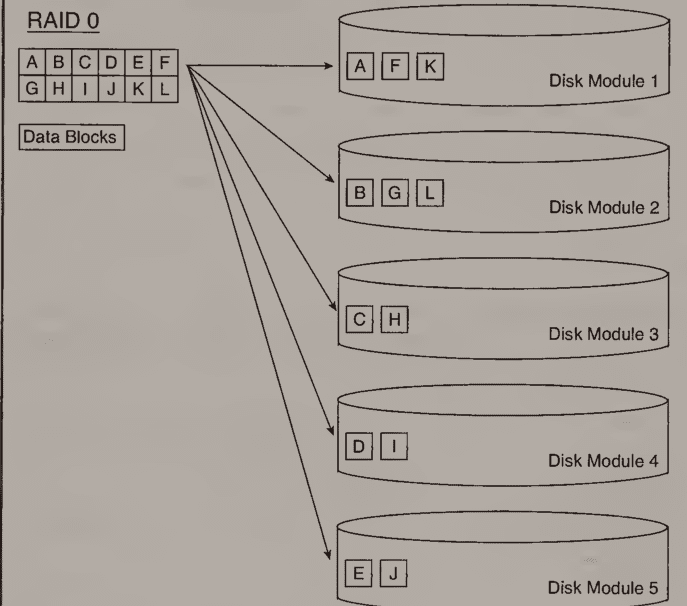 RAID 0
A B C D E F
G H I J K L
Data Blocks
A F K
Disk Module 1
B G L
Disk Module 2
C H
Disk Module 3
D I
Disk Module 4
E J
Disk Module 5